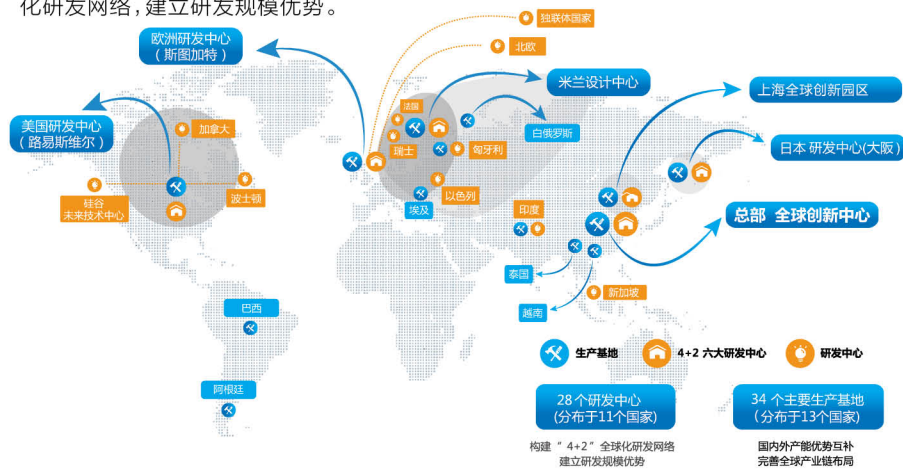 化研发网络，建立研发规模优势。
独联体国家
北欧
欧洲研发中心
（斯图加特）
米兰设计中心
上海全球创新园区
美国研发中心
（路易斯维尔）
加拿大
法国
瑞士
匈牙利
白俄罗斯
日本 研发中心(大阪)
硅谷
未来技术中心
波士顿
以色列
埃及
印度
总部 全球创新中心
泰国
新加坡
越南
巴西
阿根廷
生产基地
4+2 六大研发中心
研发中心
28个研发中心
(分布于11个国家)
34 个主要生产基地
（分布于13个国家）
构建“4+2”全球化研发网络
建立研发规模优势
国内外产能优势互补
完善全球产业链布局